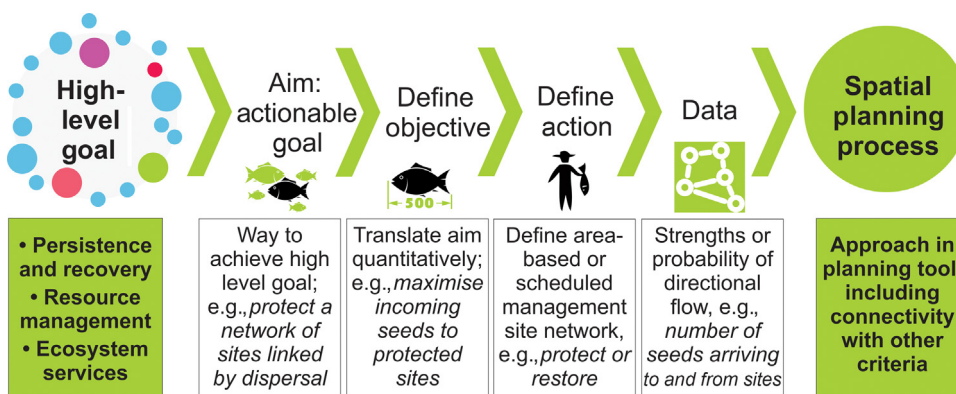 High-
level
goal
Aim:
actionable
goal
Define
objective
500
Define
action
Data
Spatial
planning
process
• Persistence
and recovery
• Resource
management
• Ecosystem
services
Way to
achieve high
level goal;
e.g., protect a
network of
sites linked
by dispersal
Translate aim
quantitatively;
e.g., maximise
incoming
seeds to
protected
sites
Define area-
based or
scheduled
management
site network,
e.g., protect or
restore
Strengths or
probability of
directional
flow, e.g.,
number of
seeds arriving
to and from sites
Approach in
planning tool
including
connectivity
with other
criteria